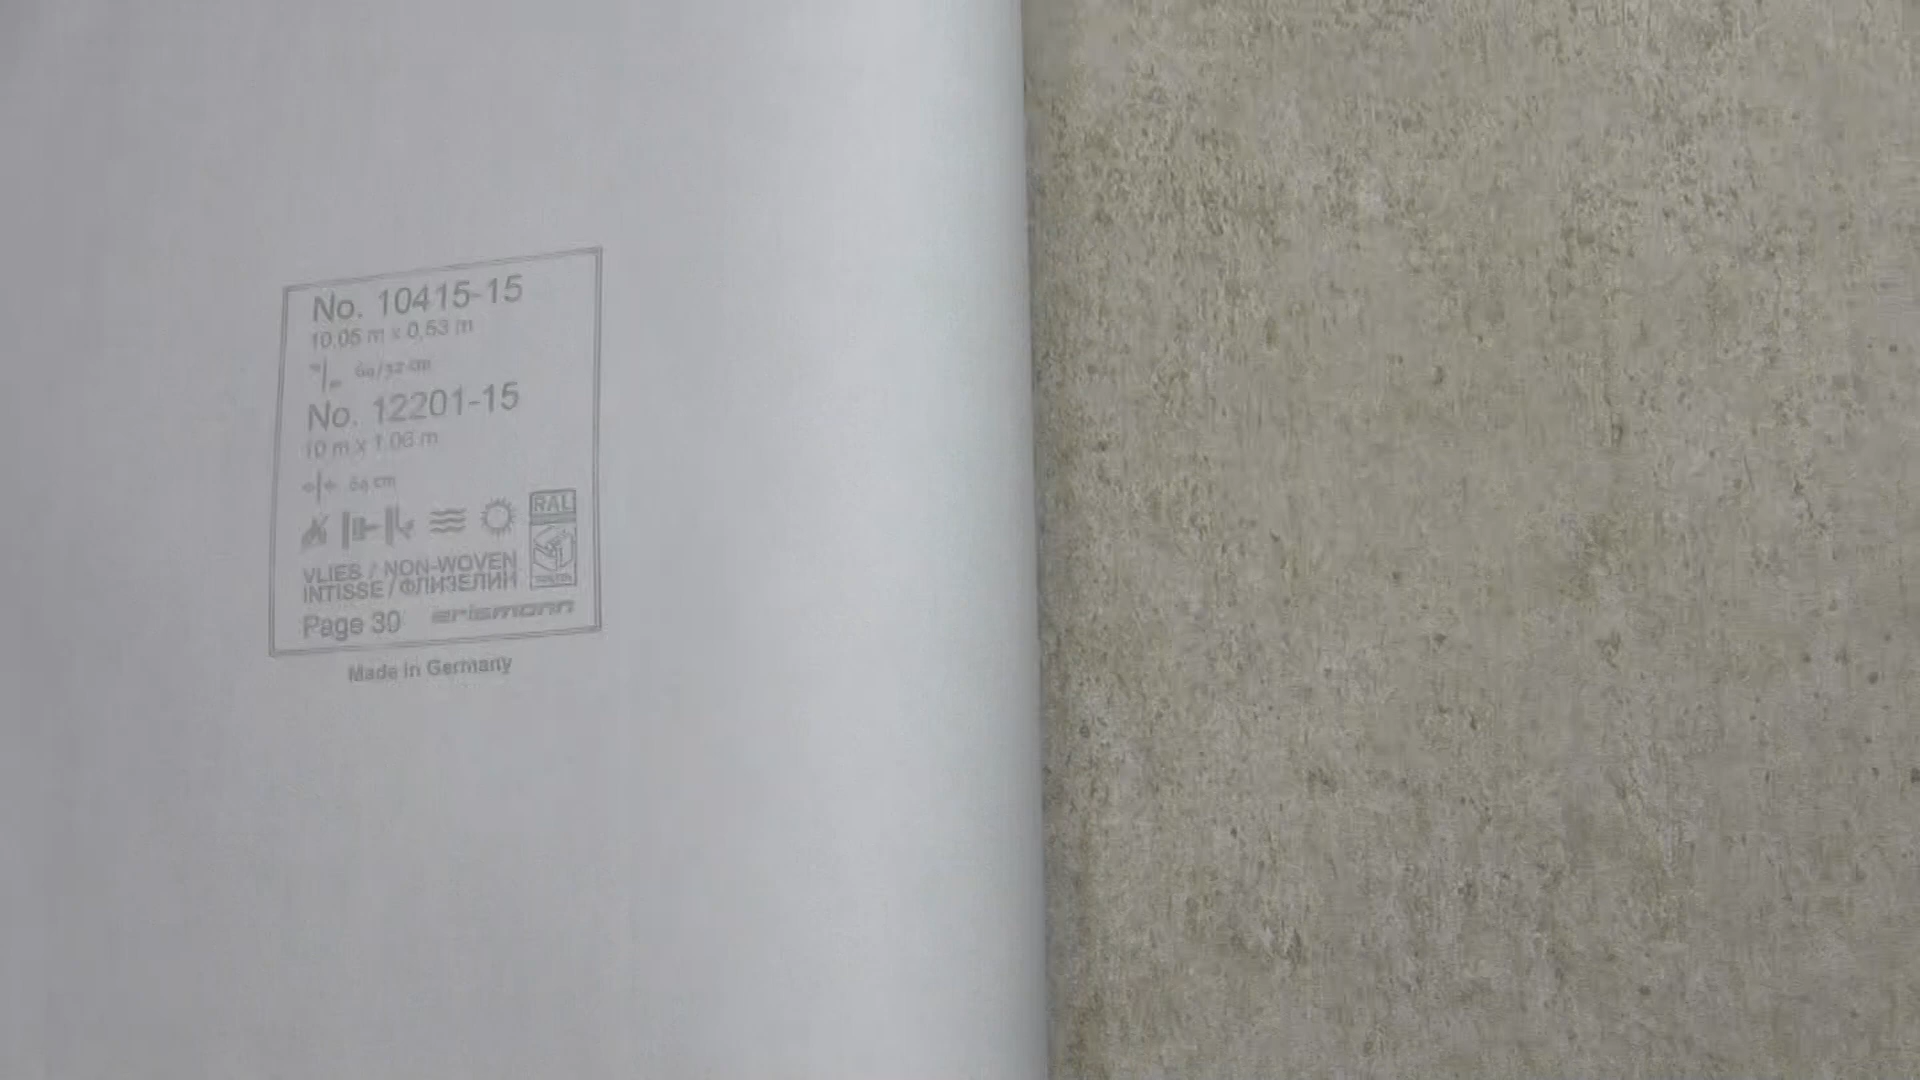 No. 10415-15
10,05 m x 0,53 m
64/32 cm
No. 12201-15
10 m x 1,06 m
64 cm
RAL
VLIES / NON-WOVEN
INTISSE / ФЛИЗЕЛИН
Page 30 erismann
Made in Germany